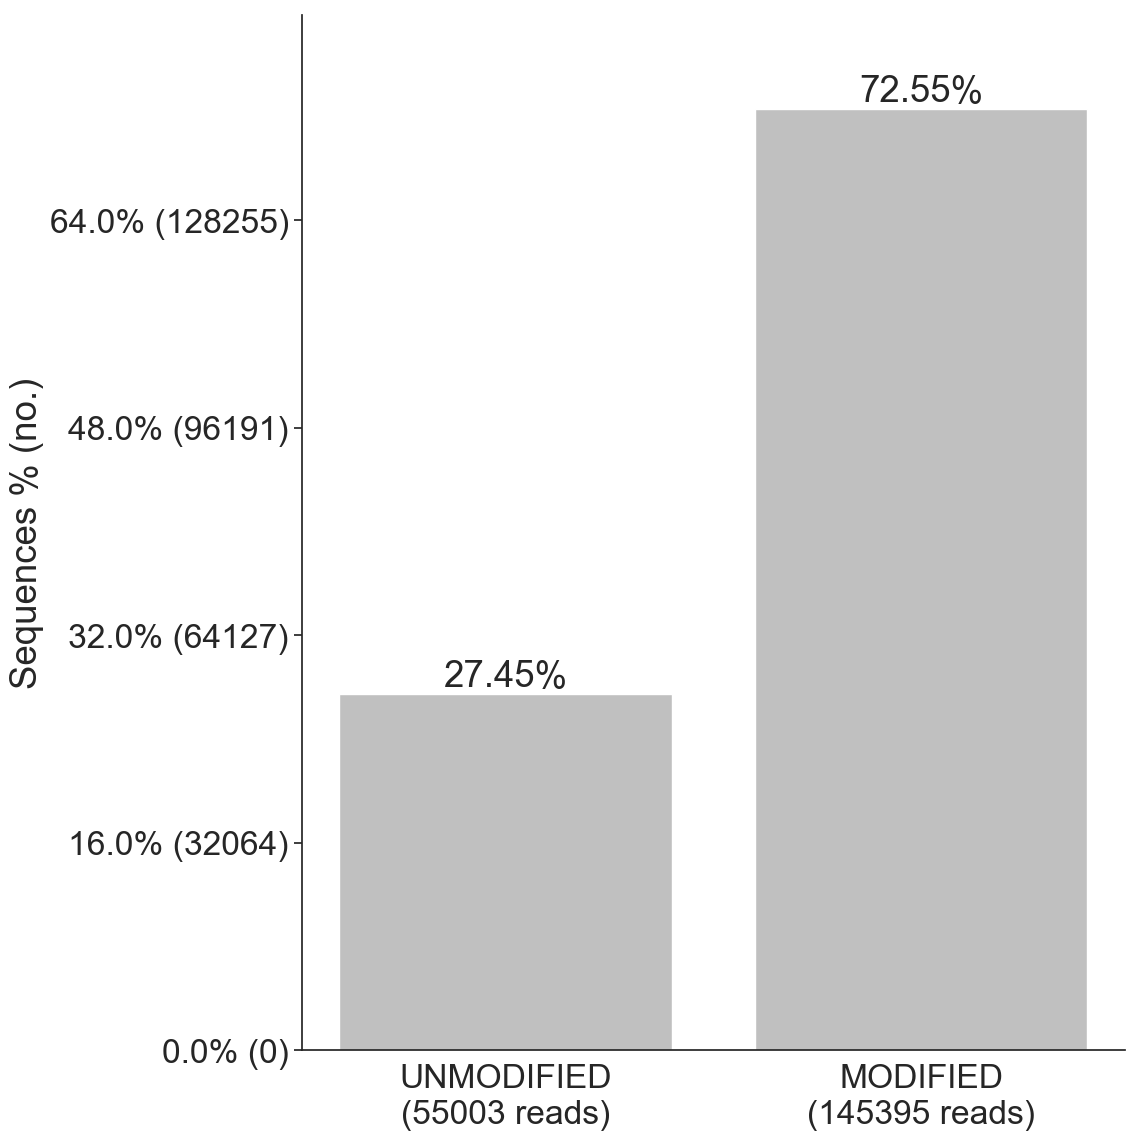 72.55%
64.0% (128255)
48.0% (96191)
Sequences % (no.)
32.0% (64127)
27.45%
16.0% (32064)
0.0% (0)
UNMODIFIED
(55003 reads)
MODIFIED
(145395 reads)